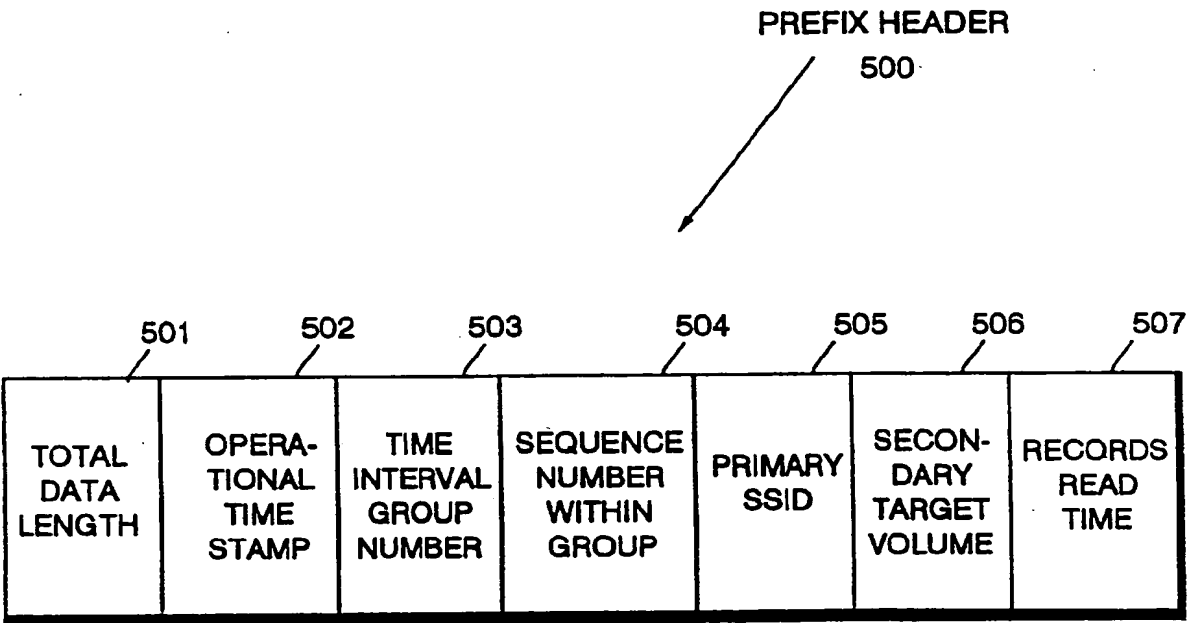 PREFIX HEADER
500
501 502 503 504 505 506 507
TOTAL
DATA
LENGTH
OPERA-
TIONAL
TIME
STAMP
TIME
INTERVAL
GROUP
NUMBER
SEQUENCE
NUMBER
WITHIN
GROUP
PRIMARY
SSID
SECON-
DARY
TARGET
VOLUME
RECORDS
READ
TIME